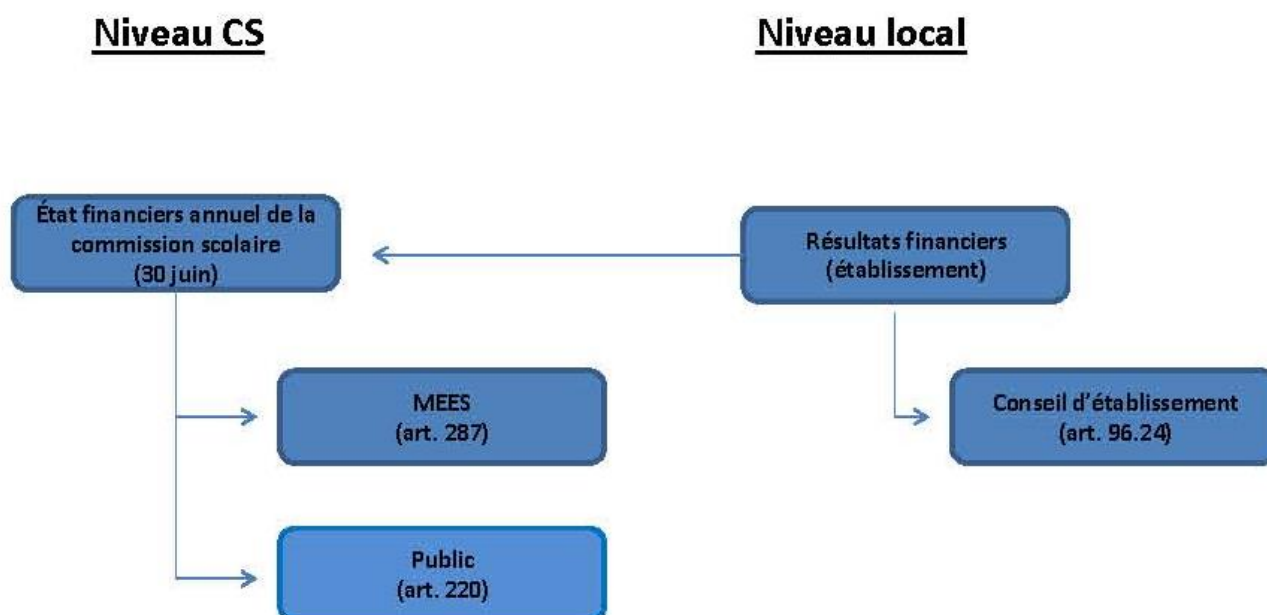 Niveau CS
Niveau local
État financiers annuel de la
commission scolaire
(30 juin)
Résultats financiers
(établissement)
MEES
(art. 287)
Conseil d'établissement
(art. 96.24)
Public
(art. 220)